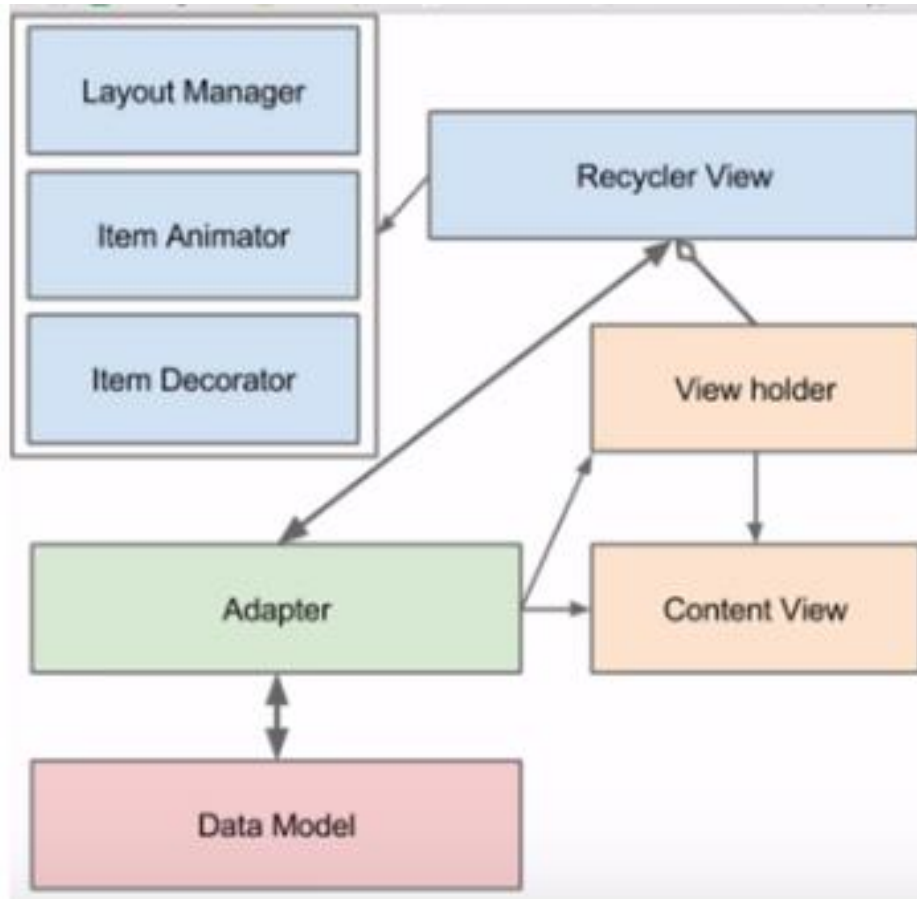 Layout Manager
Recycler View
Item Animator
Item Decorator
View holder
Adapter
Content View
Data Model